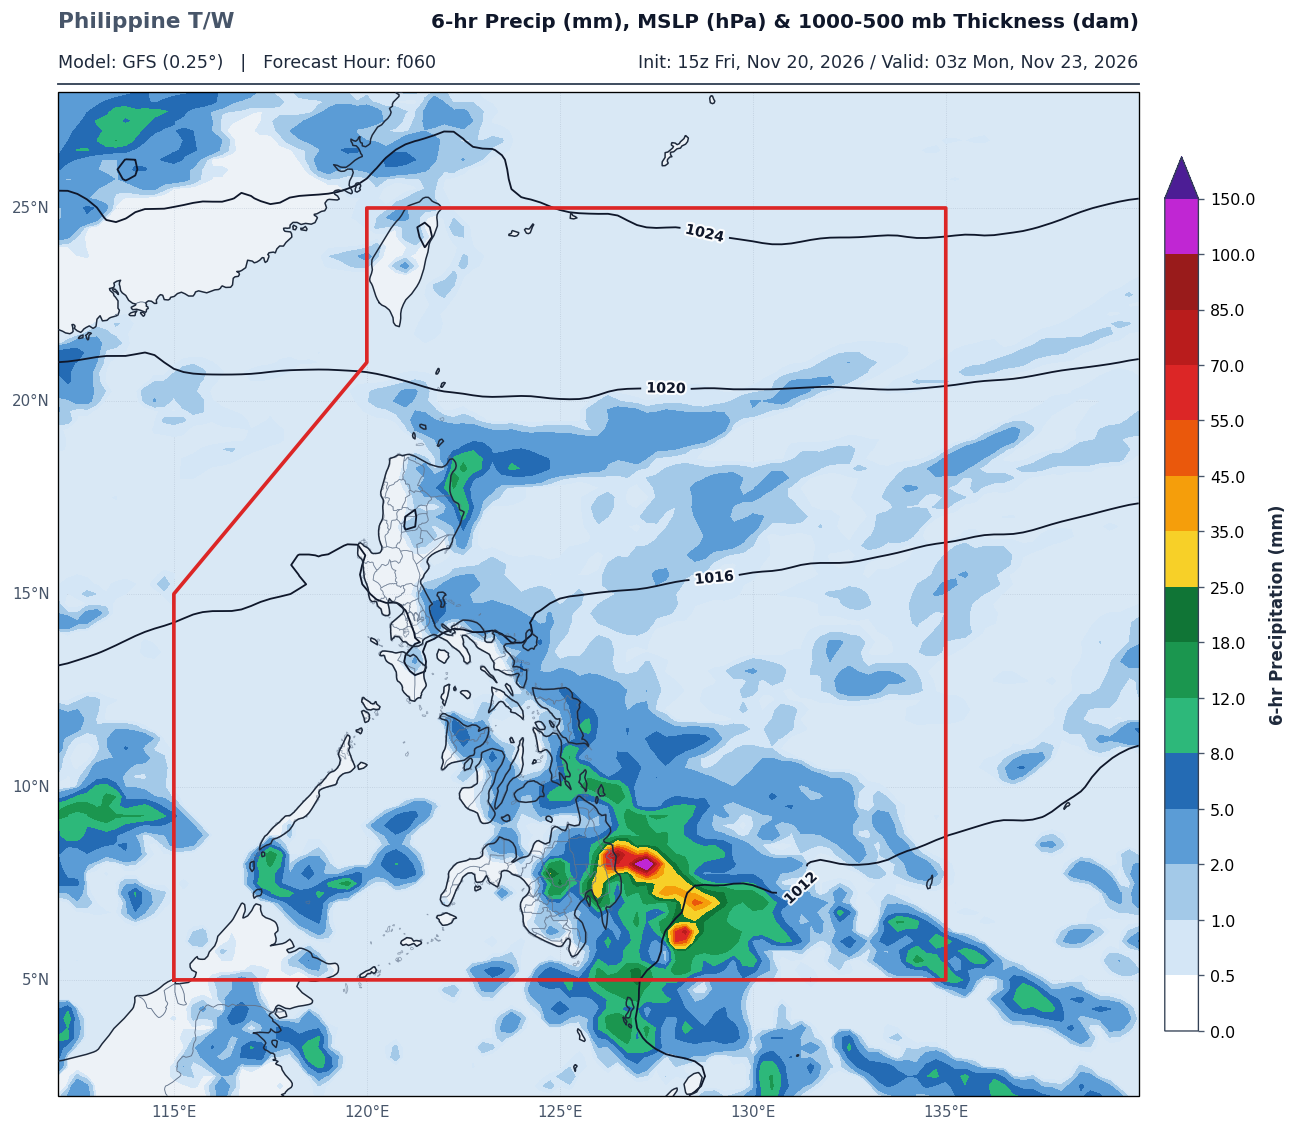 Philippine T/W
6-hr Precip (mm), MSLP (hPa) & 1000-500 mb Thickness (dam)
Model: GFS (0.25°) | Forecast Hour: f060
Init: 15z Fri, Nov 20, 2026 / Valid: 03z Mon, Nov 23, 2026
25°N
20°N
15°N
10°N
5°N
1024
1020
1016
1012
115°E
120°E
125°E
130°E
135°E
150.0
100.0
85.0
70.0
55.0
45.0
35.0
25.0
18.0
12.0
8.0
5.0
2.0
1.0
0.5
0.0
6-hr Precipitation (mm)